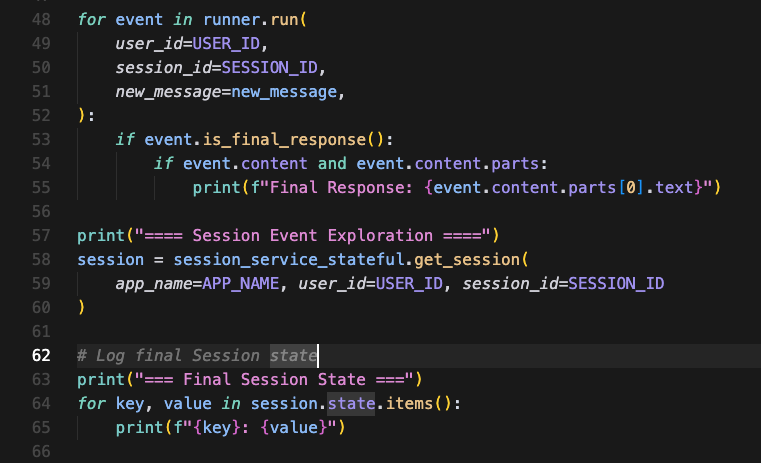 48 for event in runner.run(
49     user_id=USER_ID,
50     session_id=SESSION_ID,
51     new_message=new_message,
52 ):
53     if event.is_final_response():
54         if event.content and event.content.parts:
55             print(f"Final Response: {event.content.parts[0].text}")
56
57 print("==== Session Event Exploration ====")
58 session = session_service_stateful.get_session(
59     app_name=APP_NAME, user_id=USER_ID, session_id=SESSION_ID
60 )
61
62 # Log final Session state
63 print("=== Final Session State ===")
64 for key, value in session.state.items():
65     print(f"{key}: {value}")
66